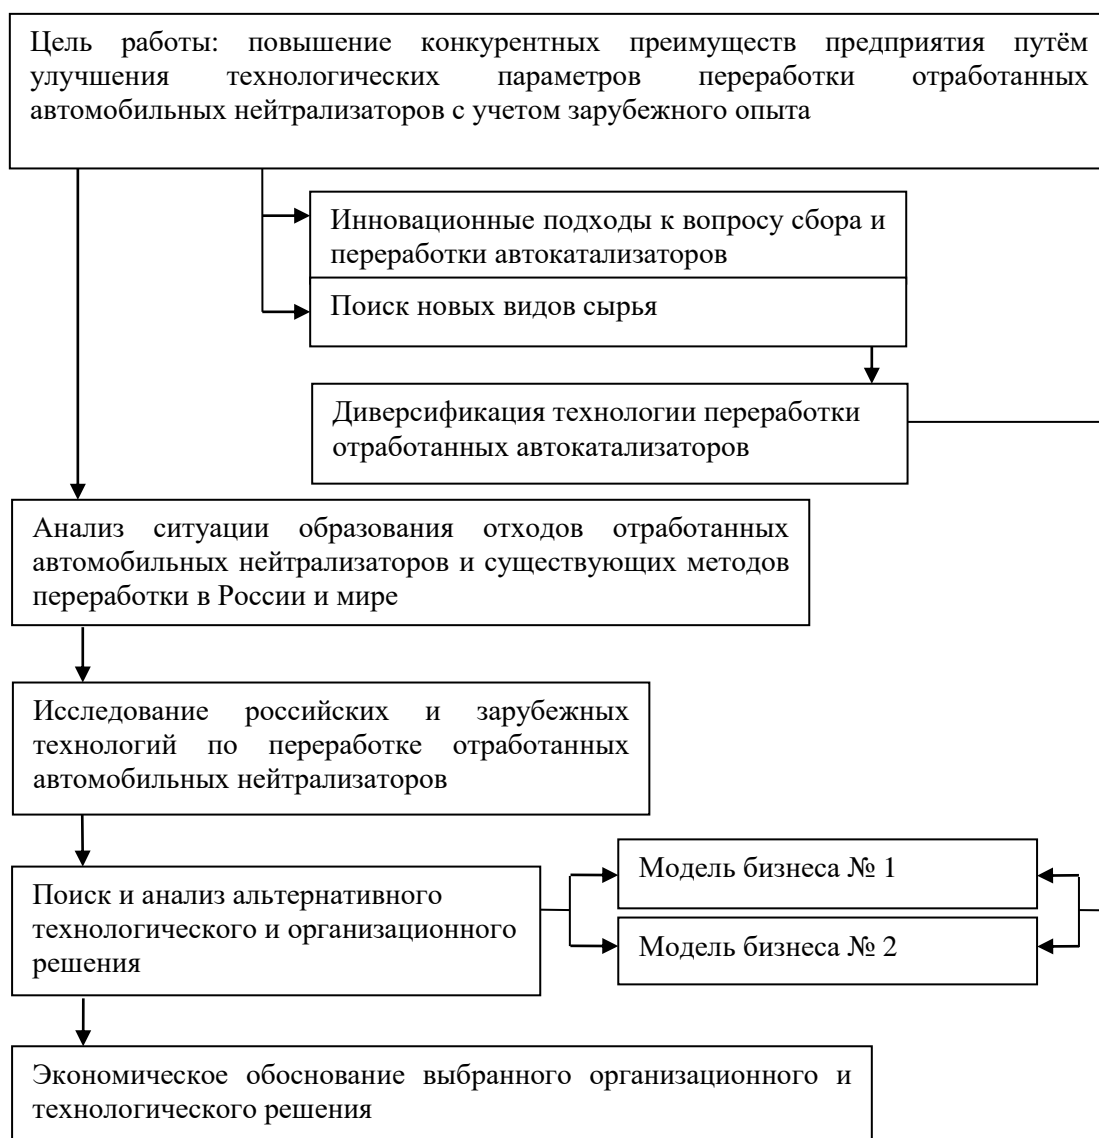 Цель работы: повышение конкурентных преимуществ предприятия путём
улучшения технологических параметров переработки отработанных
автомобильных нейтрализаторов с учетом зарубежного опыта
Инновационные подходы к вопросу сбора и
переработки автокатализаторов
Поиск новых видов сырья
Диверсификация технологии переработки
отработанных автокатализаторов
Анализ ситуации образования отходов отработанных
автомобильных нейтрализаторов и существующих методов
переработки в России и мире
Исследование российских и зарубежных
технологий по переработке отработанных
автомобильных нейтрализаторов
Поиск и анализ альтернативного
технологического и организационного
решения
Модель бизнеса № 1
Модель бизнеса № 2
Экономическое обоснование выбранного организационного и
технологического решения